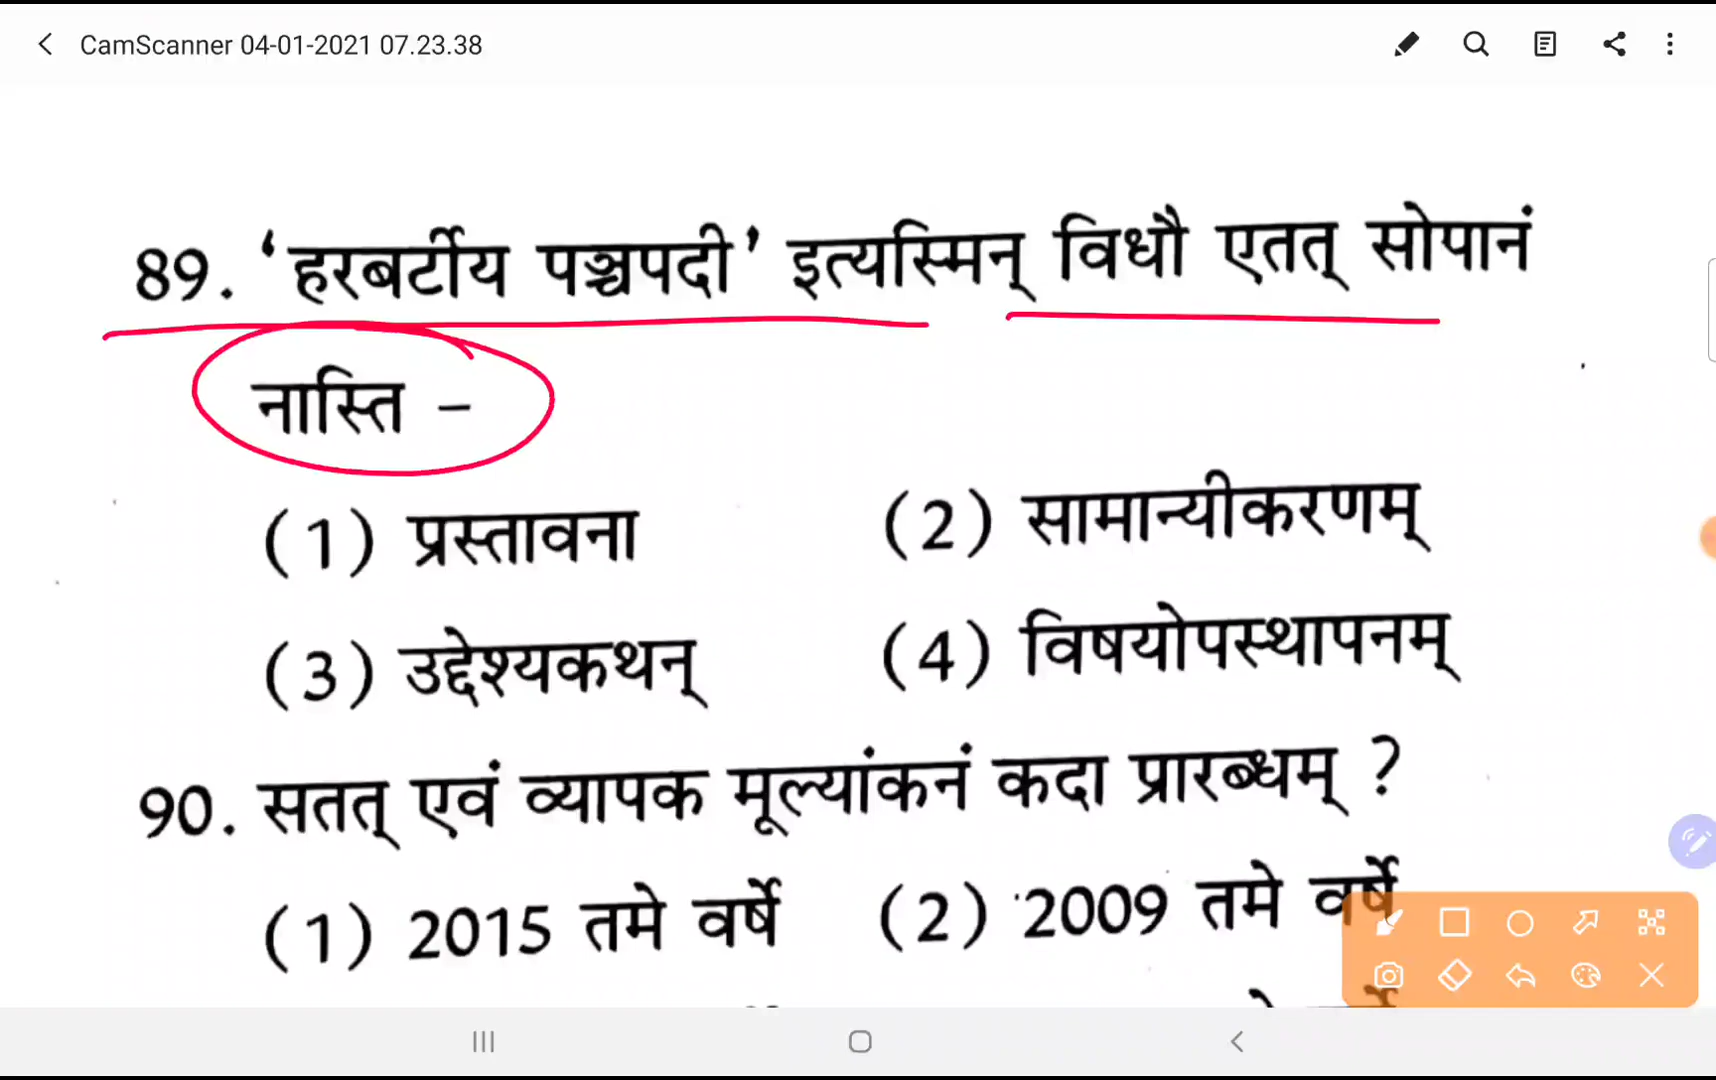 CamScanner 04-01-2021 07.23.38
89. ‘हरबर्टीय पञ्चपदी’ इत्यस्मिन् विधौ एतत् सोपानं
नास्ति –
(1) प्रस्तावना (2) सामान्यीकरणम्
(3) उद्देश्यकथन् (4) विषयोपस्थापनम्
90. सतत् एवं व्यापक मूल्यांकनं कदा प्रारब्धम् ?
(1) 2015 तमे वर्षे (2) 2009 तमे वर्षे